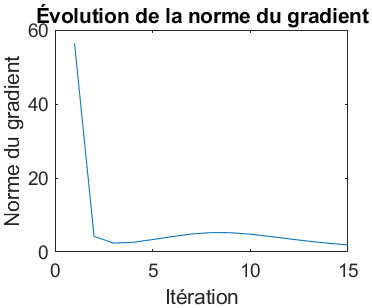 Évolution de la norme du gradient
60
40
20
0
Norme du gradient
0 5 10 15
Itération